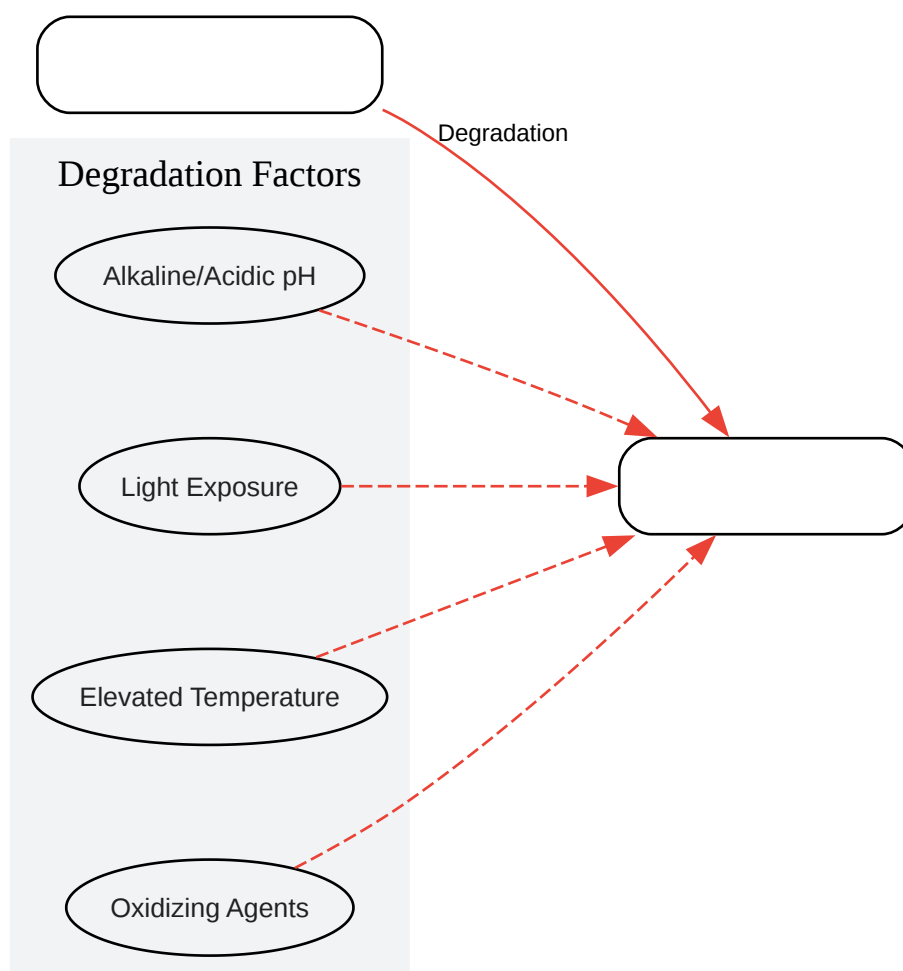 Degradation
Degradation Factors
Alkaline/Acidic pH
Light Exposure
Elevated Temperature
Oxidizing Agents